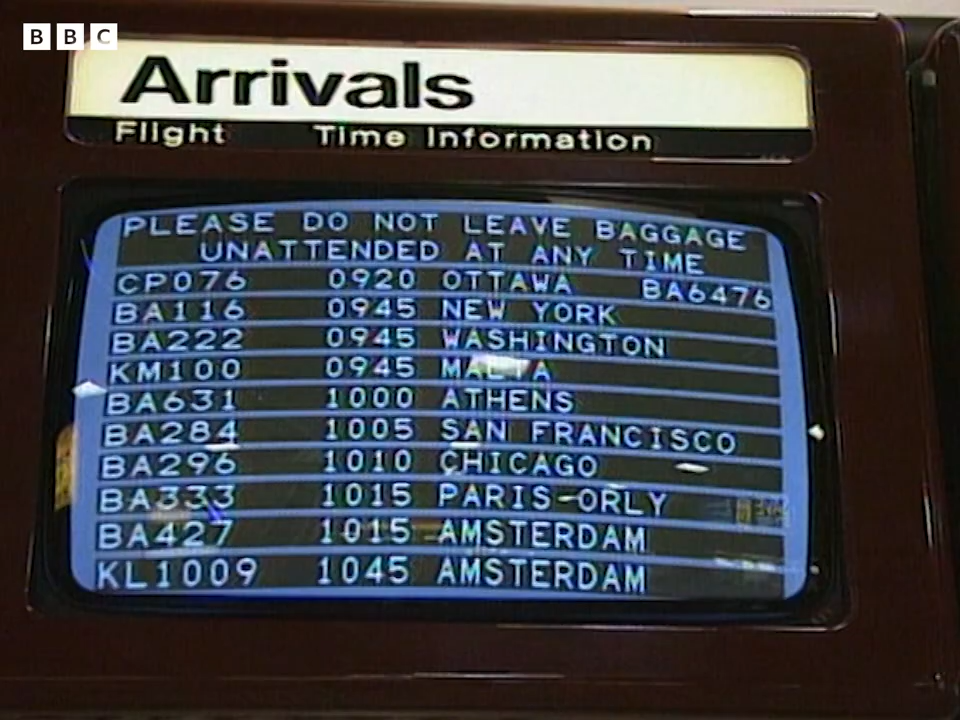 BBC
Arrivals
Flight Time Information
PLEASE DO NOT LEAVE BAGGAGE
UNATTENDED AT ANY TIME
CP076 0920 OTTAWA BA6476
BA116 0945 NEW YORK
BA222 0945 WASHINGTON
KM100 0945 MALTA
BA631 1000 ATHENS
BA284 1005 SAN FRANCISCO
BA296 1010 CHICAGO
BA333 1015 PARIS-ORLY
BA427 1015 AMSTERDAM
KL1009 1045 AMSTERDAM